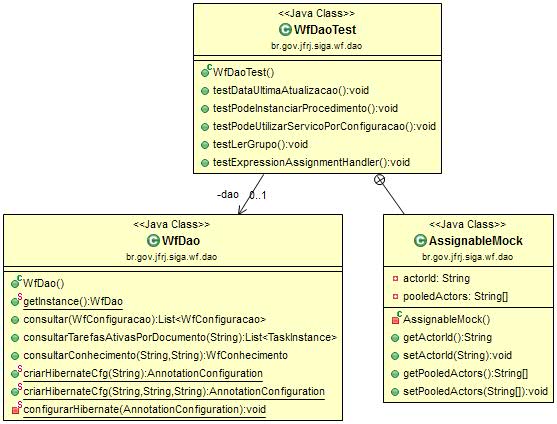 <<Java Class>>
WfDaoTest
br.gov.jfrj.siga.wf.dao
WfDaoTest()
testDataUltimaAtualizacao():void
testPodeInstanciarProcedimento():void
testPodeUtilizarServicoPorConfiguracao():void
testLerGrupo():void
testExpressionAssignmentHandler():void
-dao 0..1
<<Java Class>>
WfDao
br.gov.jfrj.siga.wf.dao
WfDao()
getInstance():WfDao
consultar(WfConfiguracao):List<WfConfiguracao>
consultarTarefasAtivasPorDocumento(String):List<TaskInstance>
consultarConhecimento(String,String):WfConhecimento
criarHibernateCfg(String):AnnotationConfiguration
criarHibernateCfg(String,String,String):AnnotationConfiguration
configurarHibernate(AnnotationConfiguration):void
<<Java Class>>
AssignableMock
br.gov.jfrj.siga.wf.dao
actorId: String
pooledActors: String[]
AssignableMock()
getActorId():String
setActorId(String):void
getPooledActors():String[]
setPooledActors(String[]):void